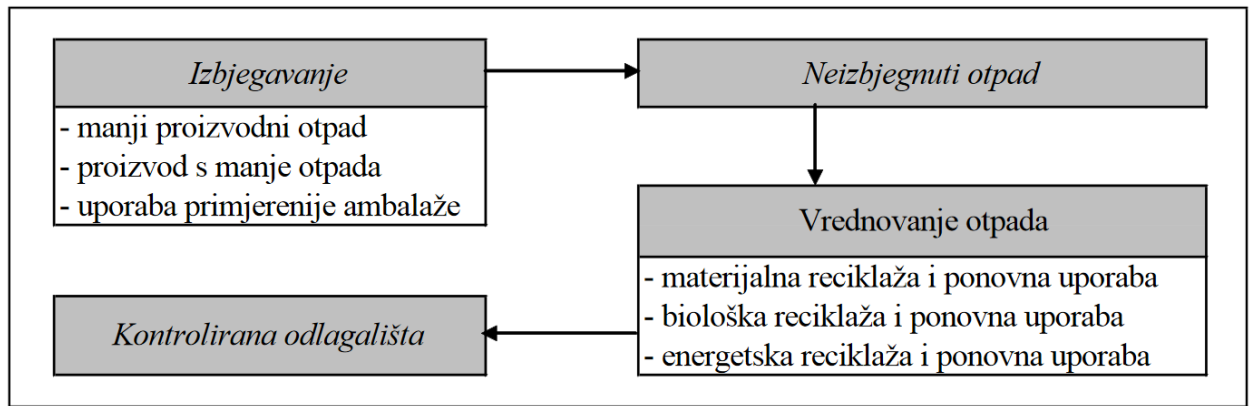 Izbjegavanje
- manji proizvodni otpad
- proizvod s manje otpada
- uporaba primjerenije ambalaže
Neizbjegnuti otpad
Vrednovanje otpada
- materijalna reciklaža i ponovna uporaba
- biološka reciklaža i ponovna uporaba
- energetska reciklaža i ponovna uporaba
Kontrolirana odlagališta